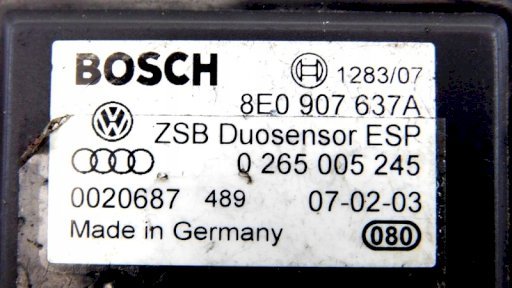 BOSCH 1283/07
8E0 907 637A
ZSB Duosensor ESP
0 265 005 245
0020687 489 07-02-03
Made in Germany 080